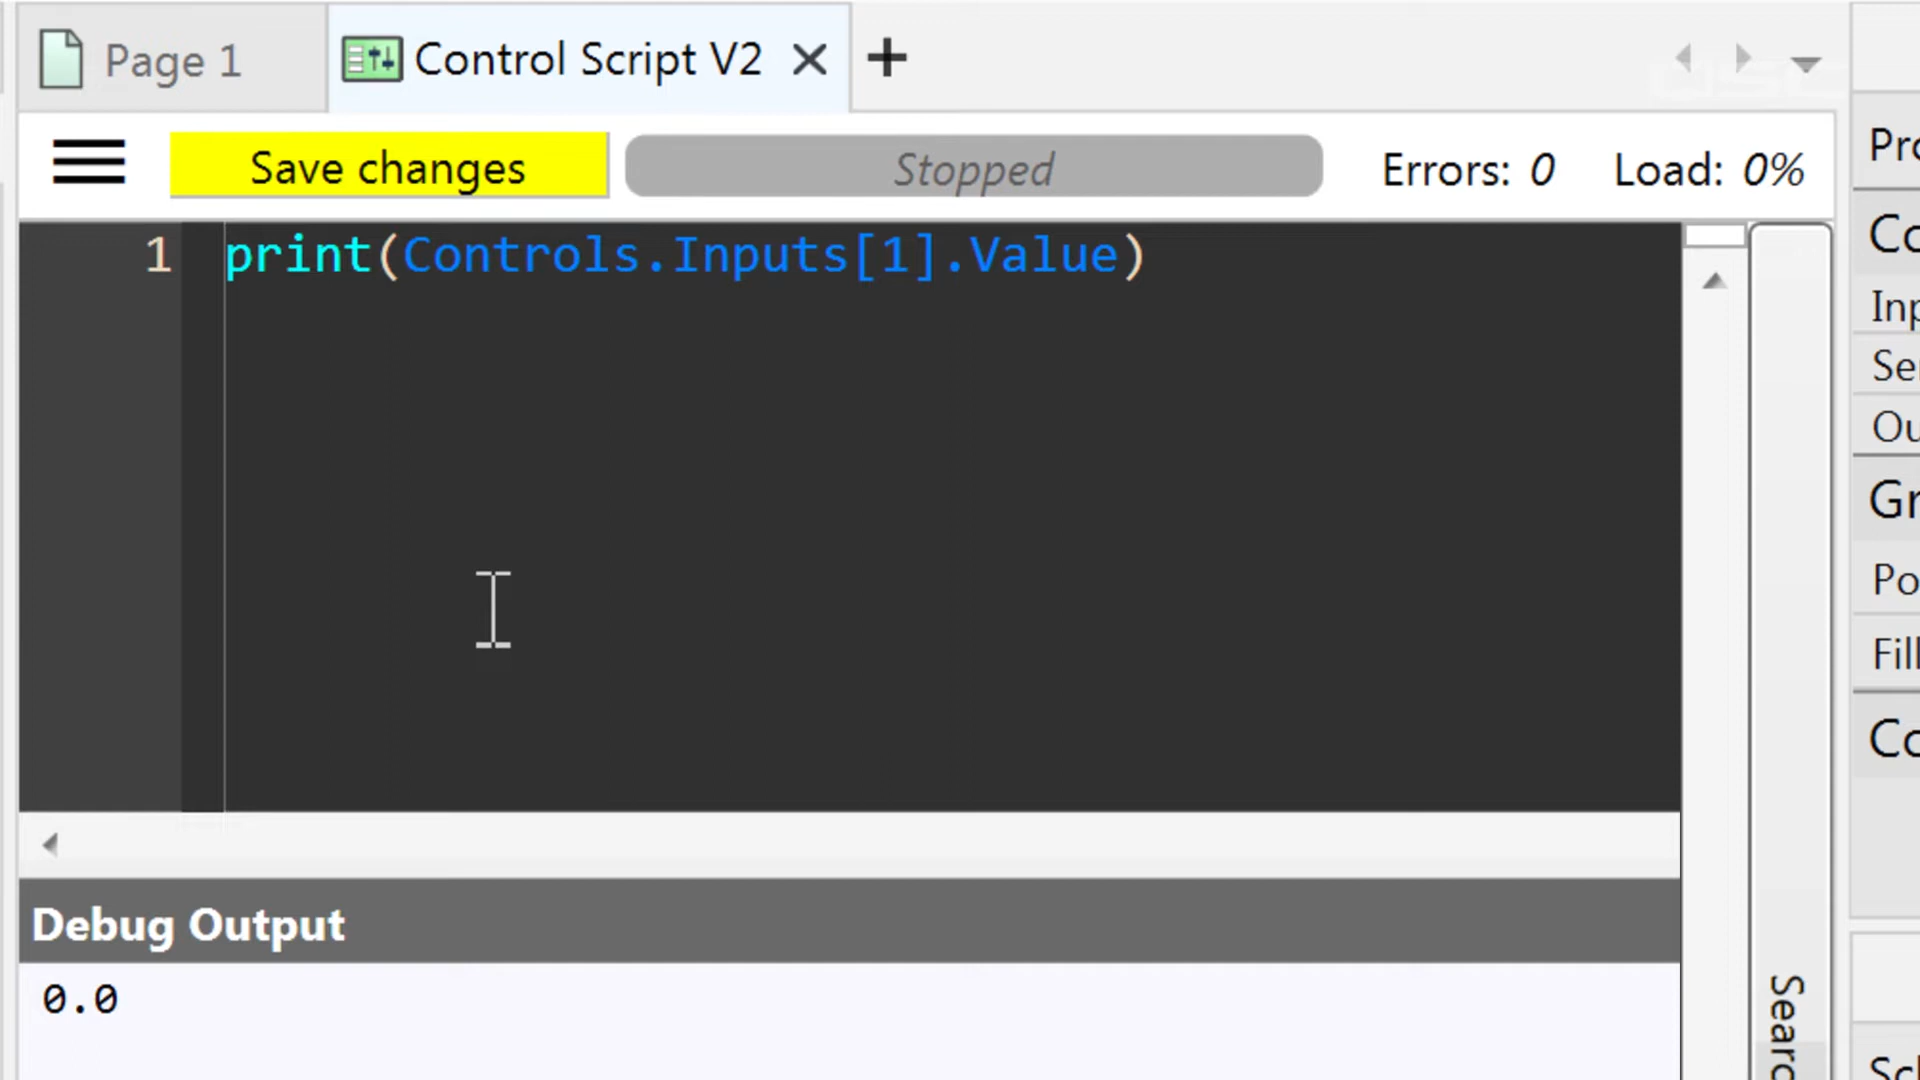 Page 1
Control Script V2
Save changes
Stopped
Errors: 0
Load: 0%
1
print(Controls.Inputs[1].Value)
Debug Output
0.0